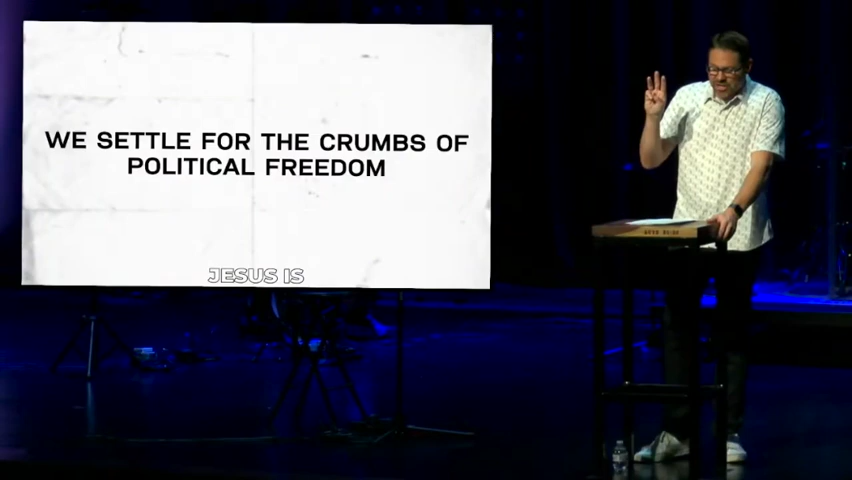 WE SETTLE FOR THE CRUMBS OF
POLITICAL FREEDOM
JESUS IS